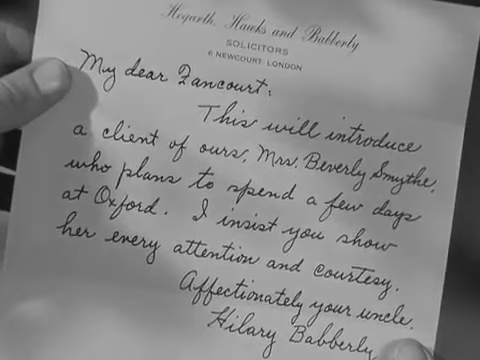 Hogarth, Hawks and Babberly
SOLICITORS
6 NEWCOURT, LONDON
My dear Fancourt:
This will introduce
a client of ours, Mrs. Beverly Smythe,
who plans to spend a few days
at Oxford. I insist you show
her every attention and courtesy.
Affectionately your uncle,
Hilary Babberly